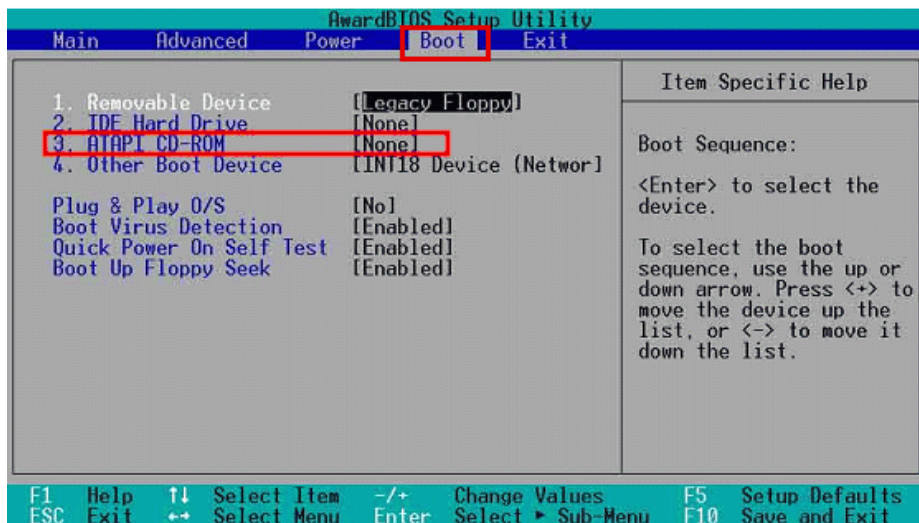 AwardBIOS Setup Utility
Main Advanced Power Boot Exit
1. Removable Device [Legacy Floppy]
2. IDE Hard Drive [None]
3. ATAPI CD-ROM [None]
4. Other Boot Device [INT18 Device (Networ]
Plug & Play O/S [No]
Boot Virus Detection [Enabled]
Quick Power On Self Test [Enabled]
Boot Up Floppy Seek [Enabled]
Item Specific Help
Boot Sequence:
<Enter> to select the
device.
To select the boot
sequence, use the up or
down arrow. Press <+> to
move the device up the
list, or <-> to move it
down the list.
F1 Help ↑↓ Select Item -/+ Change Values F5 Setup Defaults
ESC Exit ←→ Select Menu Enter Select ► Sub-Menu F10 Save and Exit